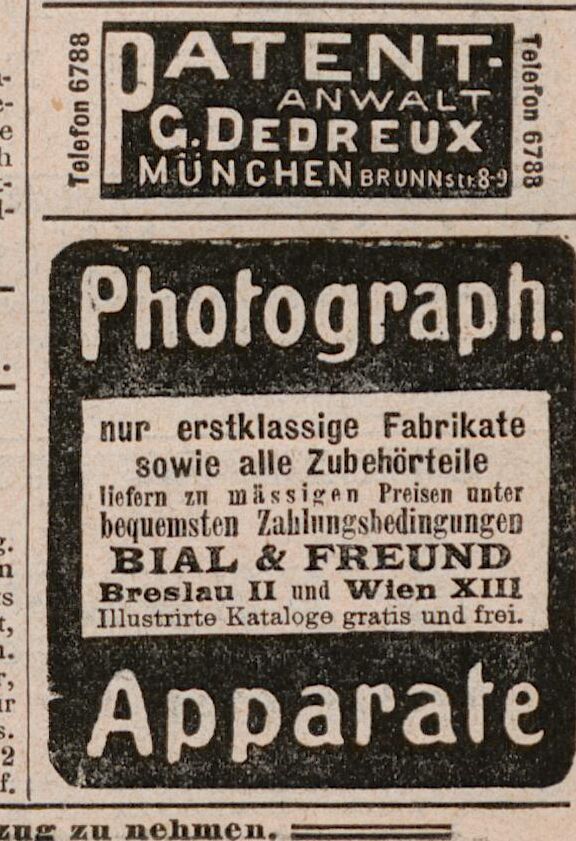 Telefon 6788
PATENT-
ANWALT
G. DEDREUX
MÜNCHEN BRUNNstr. 8-9
Telefon 6788
Photograph.
nur erstklassige Fabrikate
sowie alle Zubehörteile
liefern zu mässigen Preisen unter
bequemsten Zahlungsbedingungen
BIAL & FREUND
Breslau II und Wien XIII
Illustrirte Kataloge gratis und frei.
Apparate
zu nehmen.